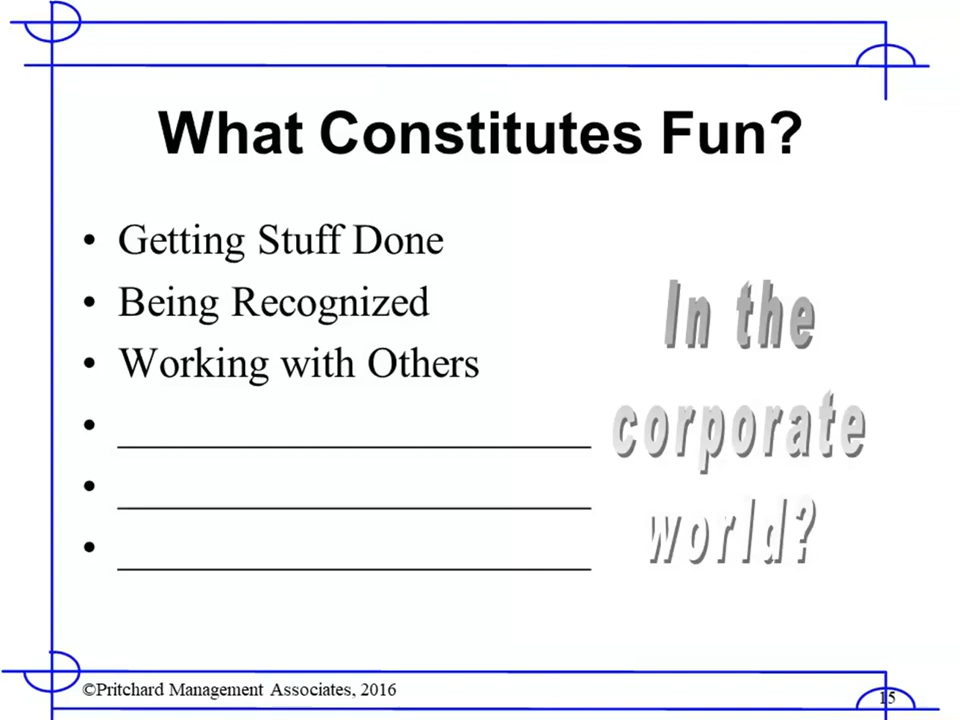 What Constitutes Fun?
• Getting Stuff Done
• Being Recognized
• Working with Others
• ______________________
• ______________________
• ______________________
In the
corporate
world?
©Pritchard Management Associates, 2016
15